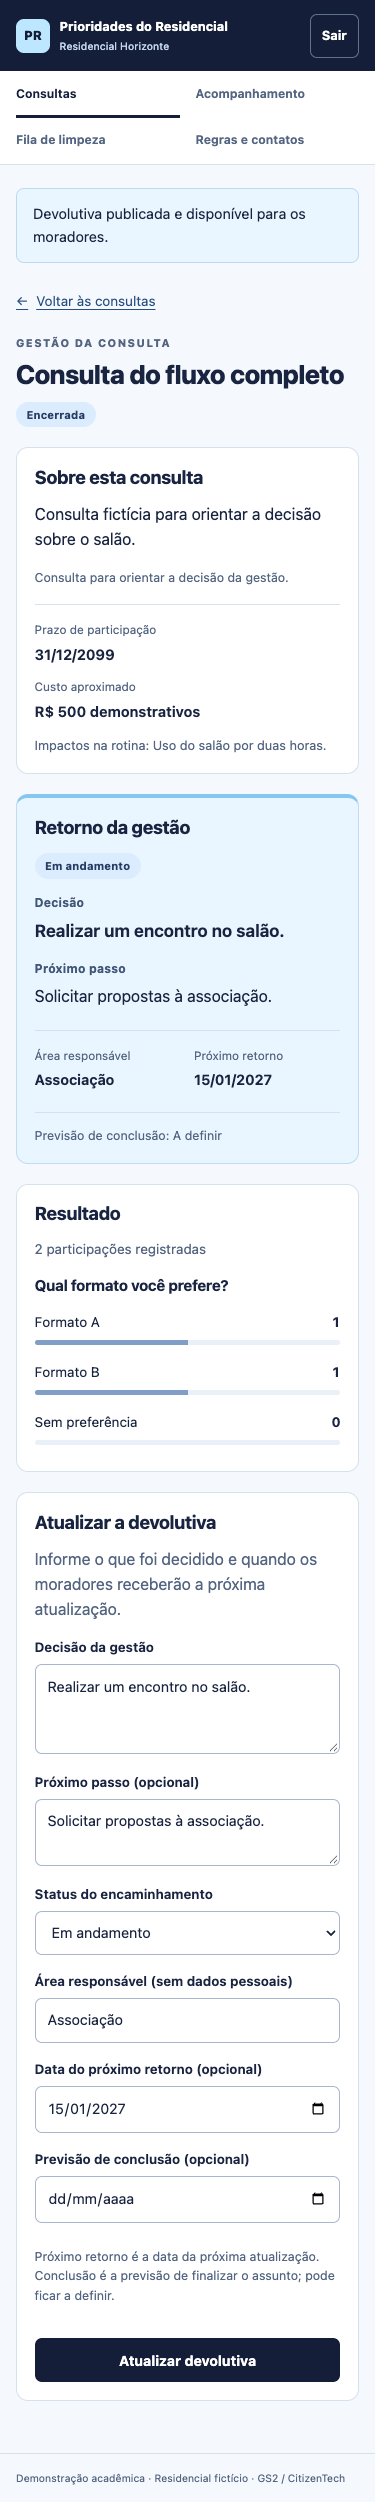 PR
Prioridades do Residencial
Residencial Horizonte
Sair
Consultas
Acompanhamento
Fila de limpeza
Regras e contatos
Devolutiva publicada e disponível para os
moradores.
← Voltar às consultas
GESTÃO DA CONSULTA
Consulta do fluxo completo
Encerrada
Sobre esta consulta
Consulta fictícia para orientar a decisão
sobre o salão.
Consulta para orientar a decisão da gestão.
Prazo de participação
31/12/2099
Custo aproximado
R$ 500 demonstrativos
Impactos na rotina: Uso do salão por duas horas.
Retorno da gestão
Em andamento
Decisão
Realizar um encontro no salão.
Próximo passo
Solicitar propostas à associação.
Área responsável
Próximo retorno
Associação
15/01/2027
Previsão de conclusão: A definir
Resultado
2 participações registradas
Qual formato você prefere?
Formato A 1
Formato B 1
Sem preferência 0
Atualizar a devolutiva
Informe o que foi decidido e quando os
moradores receberão a próxima
atualização.
Decisão da gestão
Realizar um encontro no salão.
Próximo passo (opcional)
Solicitar propostas à associação.
Status do encaminhamento
Em andamento
Área responsável (sem dados pessoais)
Associação
Data do próximo retorno (opcional)
15/01/2027
Previsão de conclusão (opcional)
dd/mm/aaaa
Próximo retorno é a data da próxima atualização.
Conclusão é a previsão de finalizar o assunto; pode
ficar a definir.
Atualizar devolutiva
Demonstração acadêmica · Residencial fictício · GS2 / CitizenTech